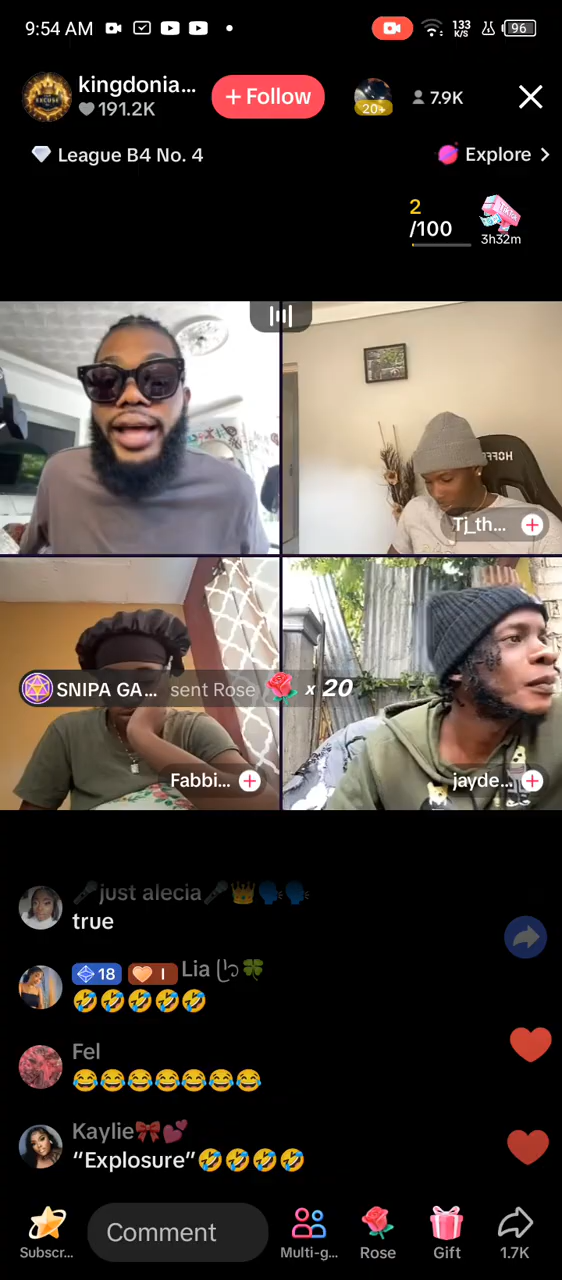 9:54 AM
133
K/S
96
kingdonia...
191.2K
+ Follow
20+
7.9K
League B4 No. 4
Explore
2
/100
3h32m
Tj_th...
SNIPA GA... sent Rose x 20
Fabbi...
jayde...
just alecia
true
18 I Lia
Fel
Kaylie
“Explosure”
Subscr...
Comment
Multi-g...
Rose
Gift
1.7K